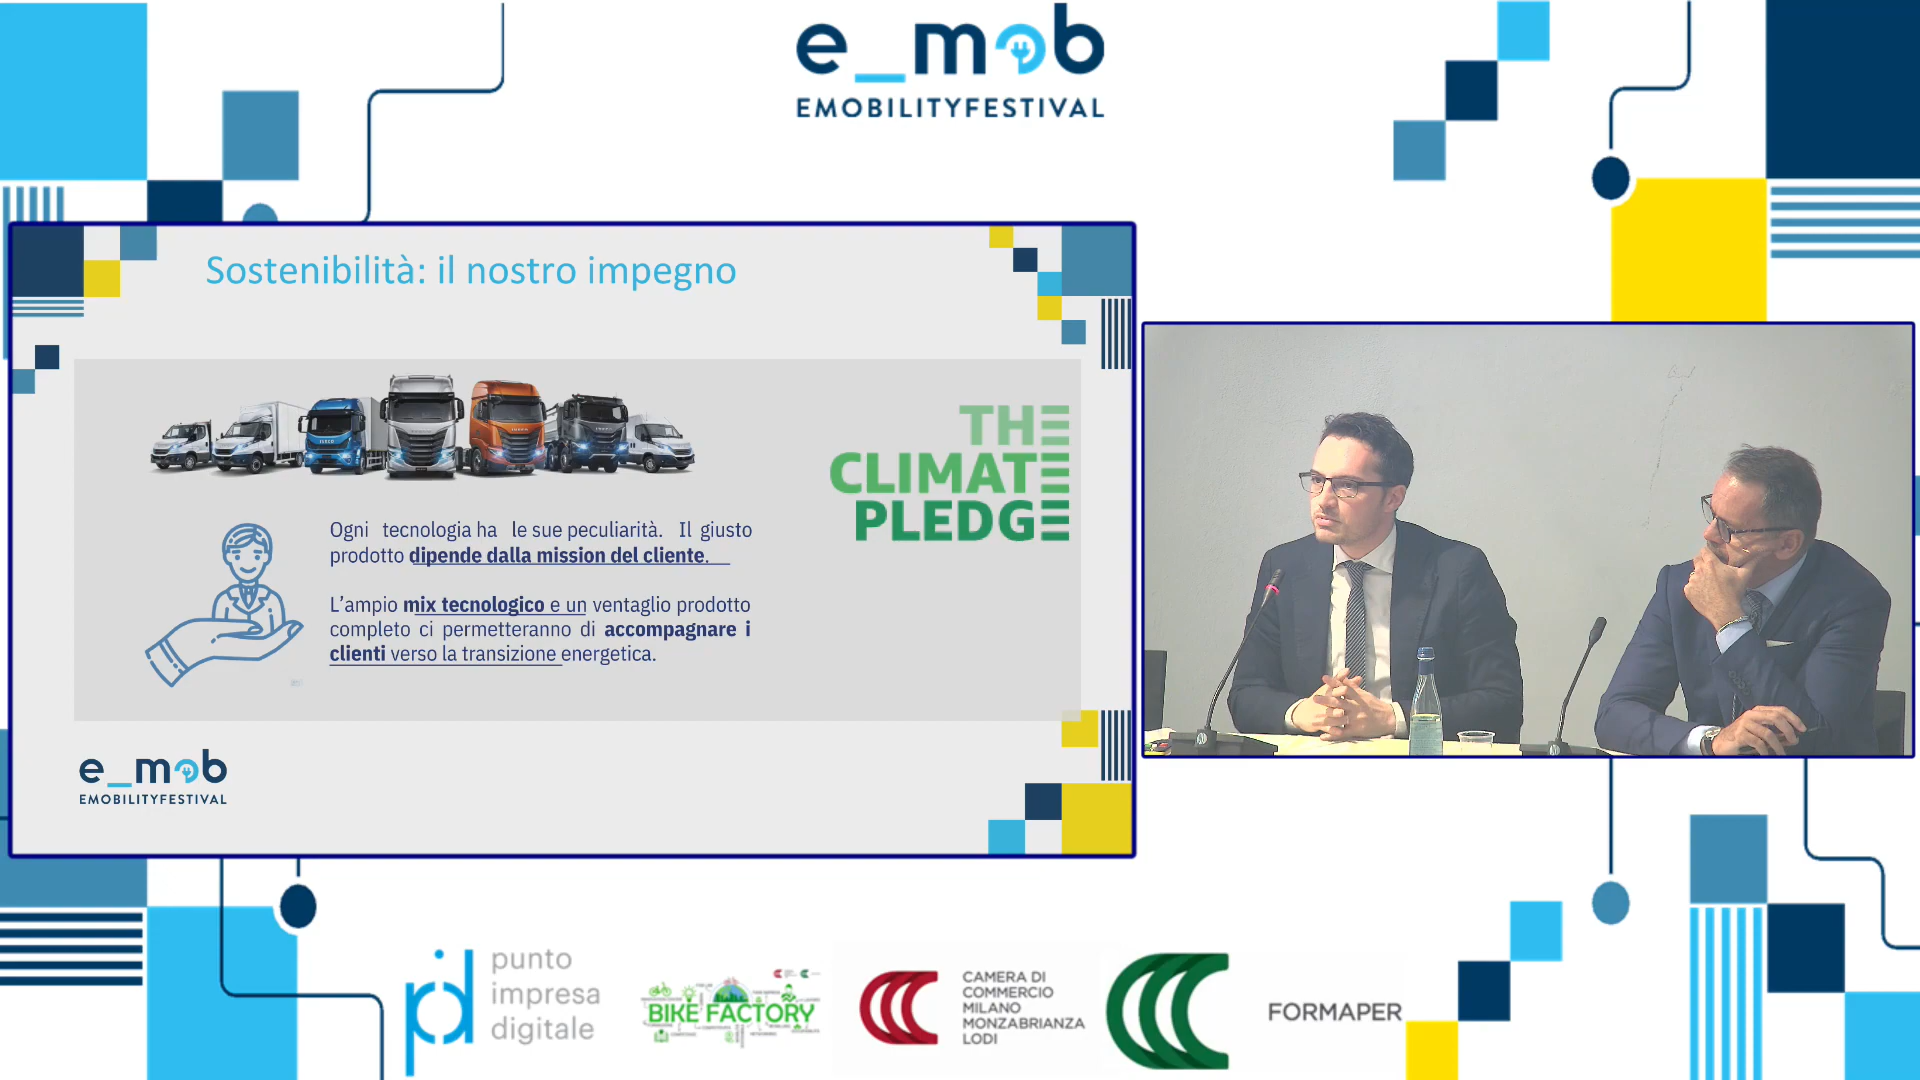 e_mob
EMOBILITYFESTIVAL
Sostenibilità: il nostro impegno
THE
CLIMATE
PLEDGE
Ogni tecnologia ha le sue peculiarità. Il giusto
prodotto dipende dalla mission del cliente.
L'ampio mix tecnologico e un ventaglio prodotto
completo ci permetteranno di accompagnare i
clienti verso la transizione energetica.
e_mob
EMOBILITYFESTIVAL
pid
punto
impresa
digitale
BIKE FACTORY
CAMERA DI
COMMERCIO
MILANO
MONZABRIANZA
LODI
FORMAPER